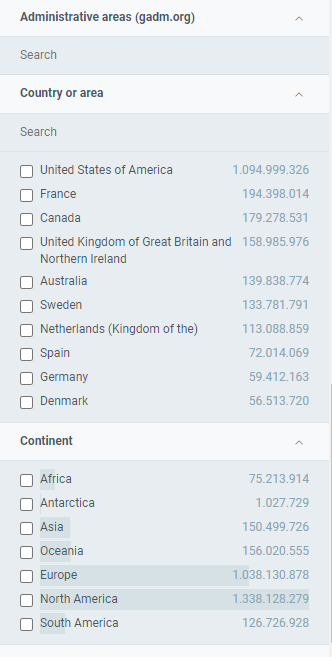 Administrative areas (gadm.org)
Search
Country or area
Search
United States of America 1.094.999.326
France 194.398.014
Canada 179.278.531
United Kingdom of Great Britain and 158.985.976
Northern Ireland
Australia 139.838.774
Sweden 133.781.791
Netherlands (Kingdom of the) 113.088.859
Spain 72.014.069
Germany 59.412.163
Denmark 56.513.720
Continent
Africa 75.213.914
Antarctica 1.027.729
Asia 150.499.726
Oceania 156.020.555
Europe 1.038.130.878
North America 1.338.128.279
South America 126.726.928